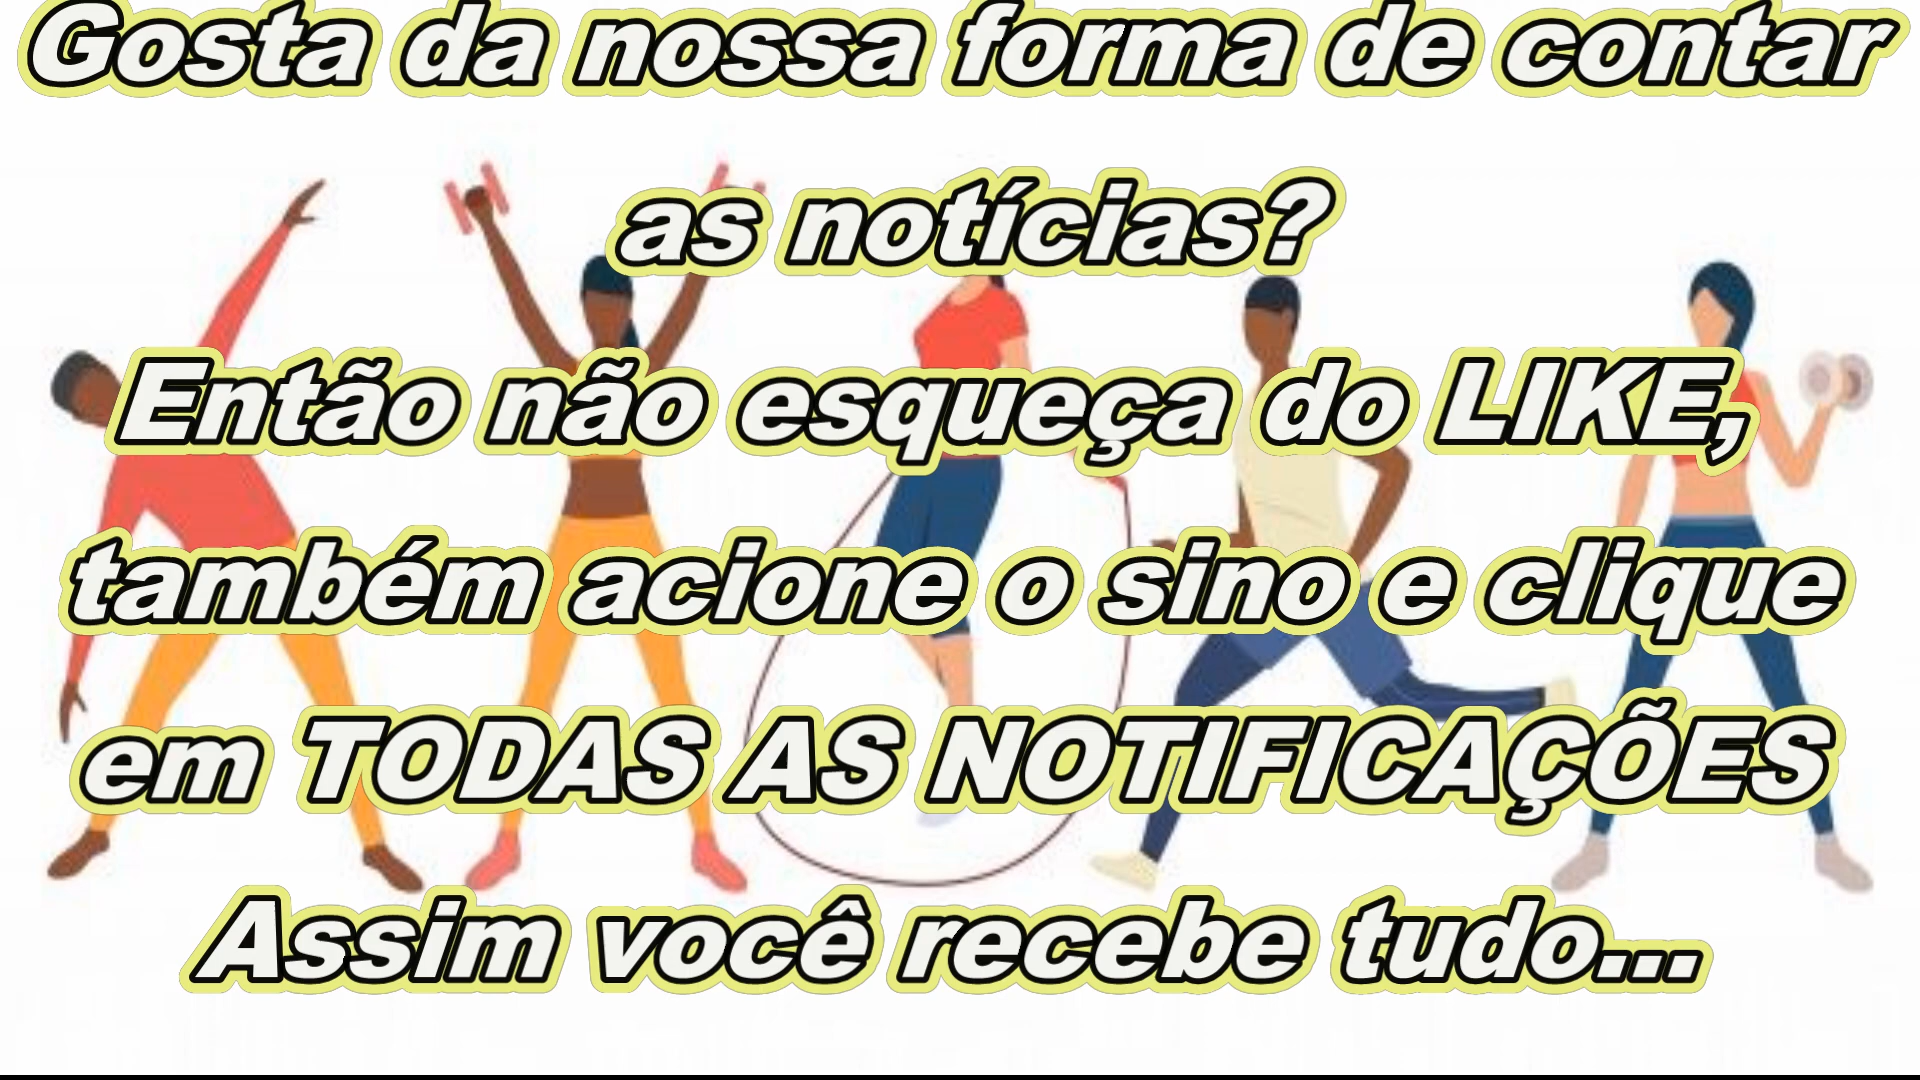 Gosta da nossa forma de contar
as notícias?
Então não esqueça do LIKE,
também acione o sino e clique
em TODAS AS NOTIFICAÇÕES
Assim você recebe tudo...